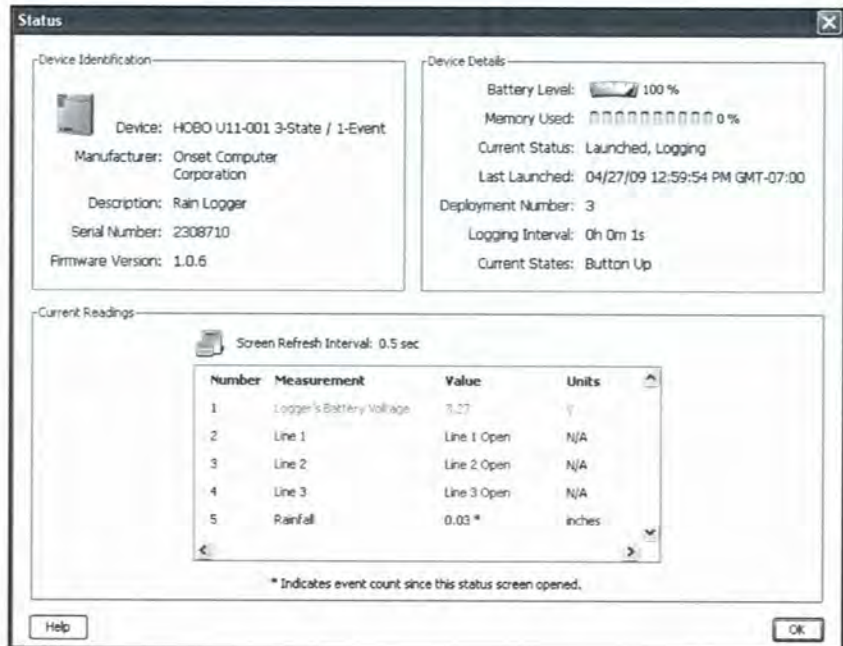 Status
Device Identification
Device: HOBO U11-001 3-State / 1-Event
Manufacturer: Onset Computer
Corporation
Description: Rain Logger
Serial Number: 2308710
Firmware Version: 1.0.6
Device Details
Battery Level: 100 %
Memory Used: 0 %
Current Status: Launched, Logging
Last Launched: 04/27/09 12:59:54 PM GMT-07:00
Deployment Number: 3
Logging Interval: 0h 0m 1s
Current States: Button Up
Current Readings
Screen Refresh Interval: 0.5 sec
Number Measurement Value Units
1 Logger's Battery Voltage 3.27 V
2 Line 1 Line 1 Open N/A
3 Line 2 Line 2 Open N/A
4 Line 3 Line 3 Open N/A
5 Rainfall 0.03 * inches
* Indicates event count since this status screen opened.
Help
OK